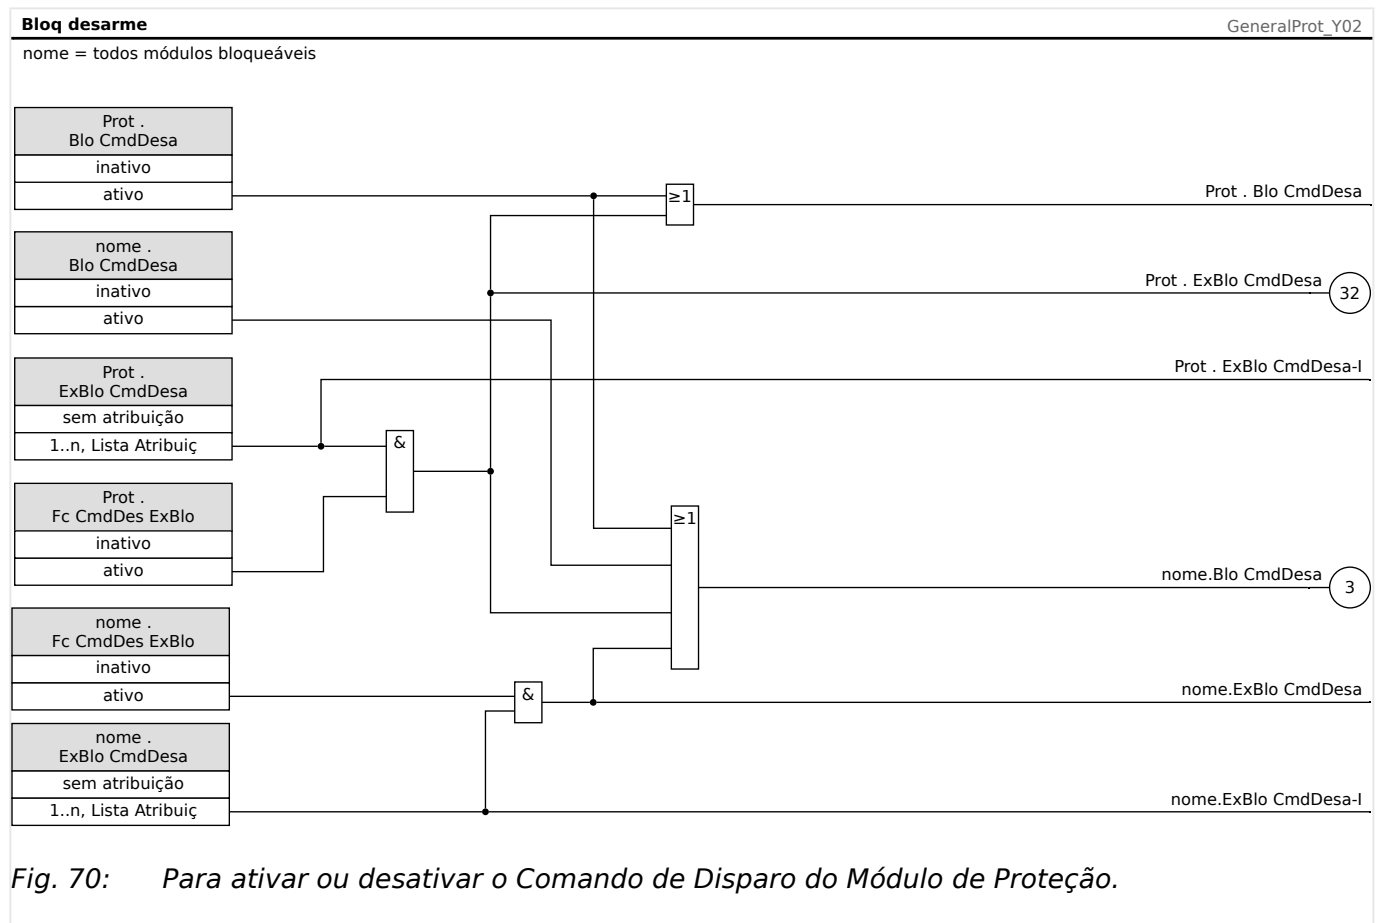 Bloq desarme
GeneralProt_Y02
nome = todos módulos bloqueáveis
Prot .
Blo CmdDesa
inativo
ativo
≥1
Prot . Blo CmdDesa
nome .
Blo CmdDesa
inativo
ativo
Prot . ExBlo CmdDesa
32
Prot .
ExBlo CmdDesa
sem atribuição
1..n, Lista Atribuiç
Prot . ExBlo CmdDesa-I
&
Prot .
Fc CmdDes ExBlo
inativo
ativo
≥1
nome.Blo CmdDesa
3
nome .
Fc CmdDes ExBlo
inativo
ativo
&
nome.ExBlo CmdDesa
nome .
ExBlo CmdDesa
sem atribuição
1..n, Lista Atribuiç
nome.ExBlo CmdDesa-I
Fig. 70: Para ativar ou desativar o Comando de Disparo do Módulo de Proteção.